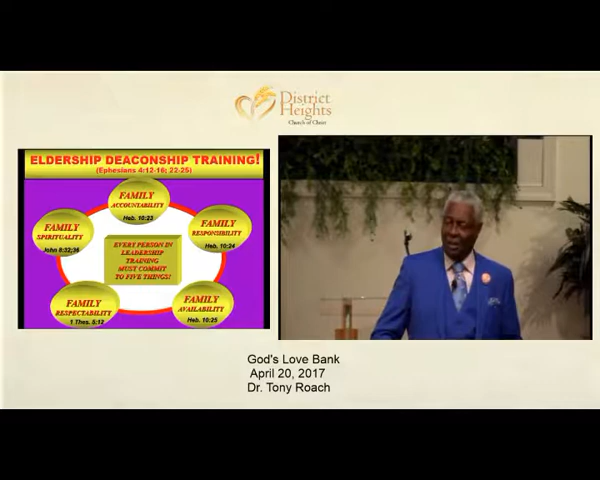 District
Heights
Church of Christ
ELDERSHIP DEACONSHIP TRAINING!
(Ephesians 4:12-16; 22-25)
FAMILY
ACCOUNTABILITY
Heb. 10:23
FAMILY
SPIRITUALITY
John 8:32;36
FAMILY
RESPONSIBILITY
Heb. 10:24
EVERY PERSON IN
LEADERSHIP
TRAINING
MUST COMMIT
TO FIVE THINGS!
FAMILY
RESPECTABILITY
1 Thes. 5:12
FAMILY
AVAILABILITY
Heb. 10:25
God's Love Bank
April 20, 2017
Dr. Tony Roach